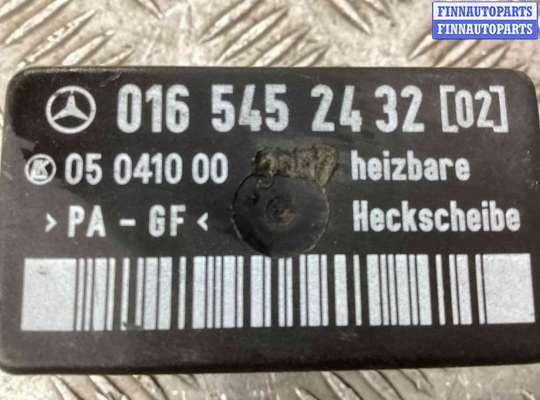 FINNAUTOPARTS
FINNAUTOPARTS
016 545 24 32 [02]
05 0410 00 heizbare
> PA - GF < Heckscheibe